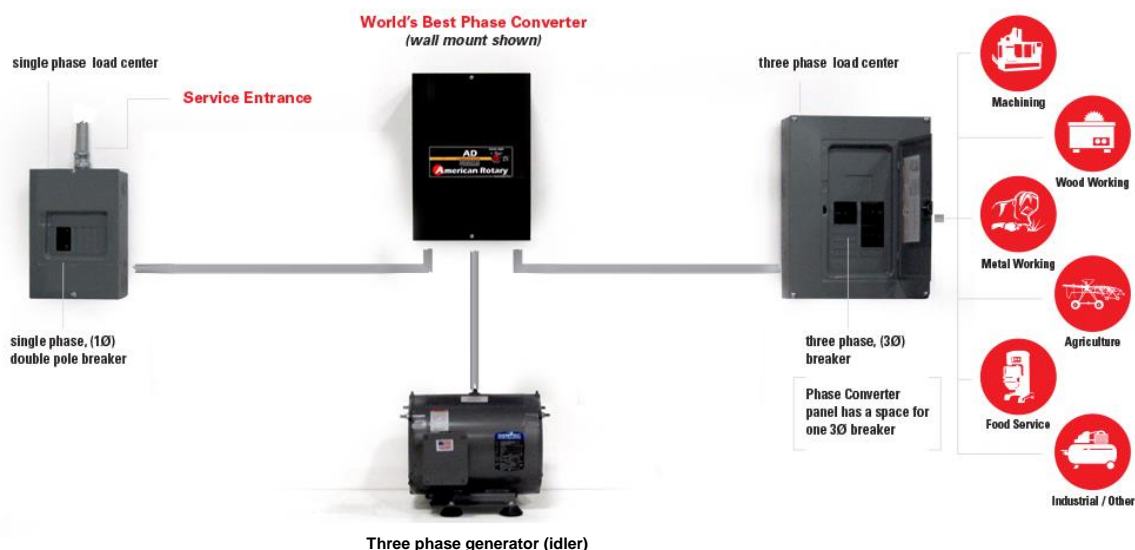 World's Best Phase Converter
(wall mount shown)
single phase load center
Service Entrance
AD
American Rotary
three phase load center
Machining
Wood Working
Metal Working
Agriculture
Food Service
Industrial / Other
single phase, (1Ø)
double pole breaker
three phase, (3Ø)
breaker
Phase Converter
panel has a space for
one 3Ø breaker
Three phase generator (idler)